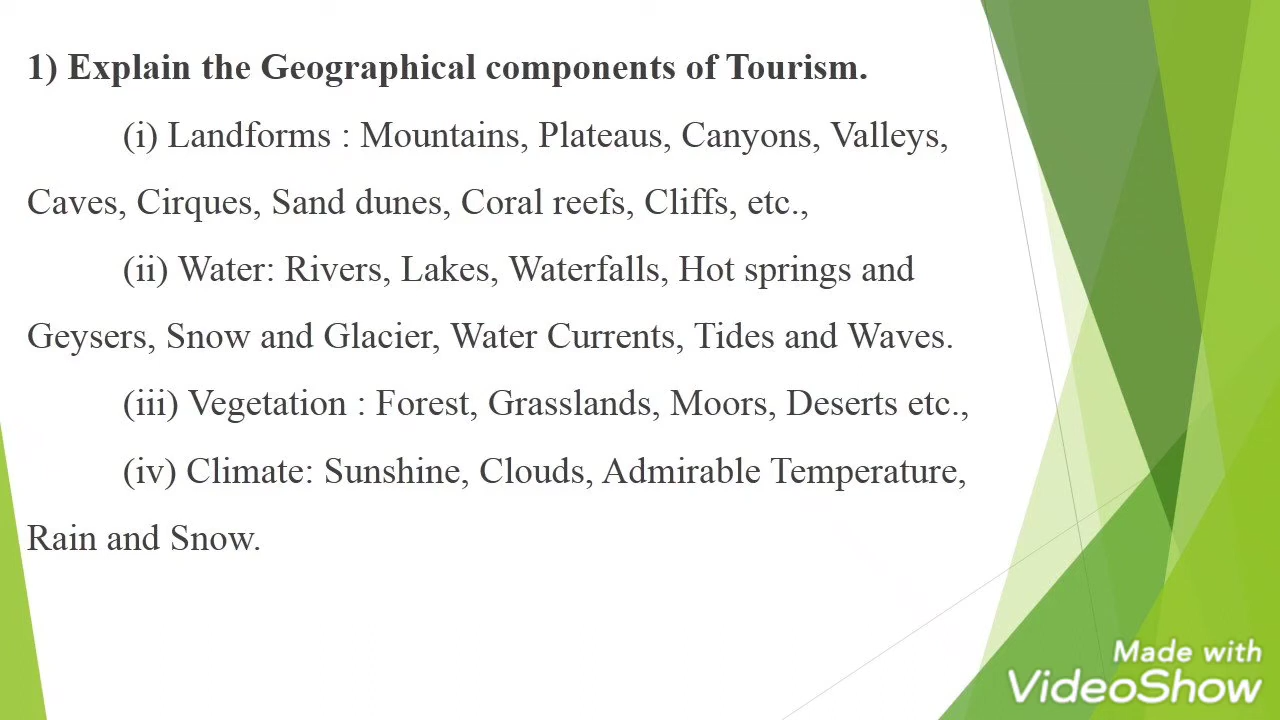 1) Explain the Geographical components of Tourism.
(i) Landforms : Mountains, Plateaus, Canyons, Valleys,
Caves, Cirques, Sand dunes, Coral reefs, Cliffs, etc.,
(ii) Water: Rivers, Lakes, Waterfalls, Hot springs and
Geysers, Snow and Glacier, Water Currents, Tides and Waves.
(iii) Vegetation : Forest, Grasslands, Moors, Deserts etc.,
(iv) Climate: Sunshine, Clouds, Admirable Temperature,
Rain and Snow.
Made with
VideoShow